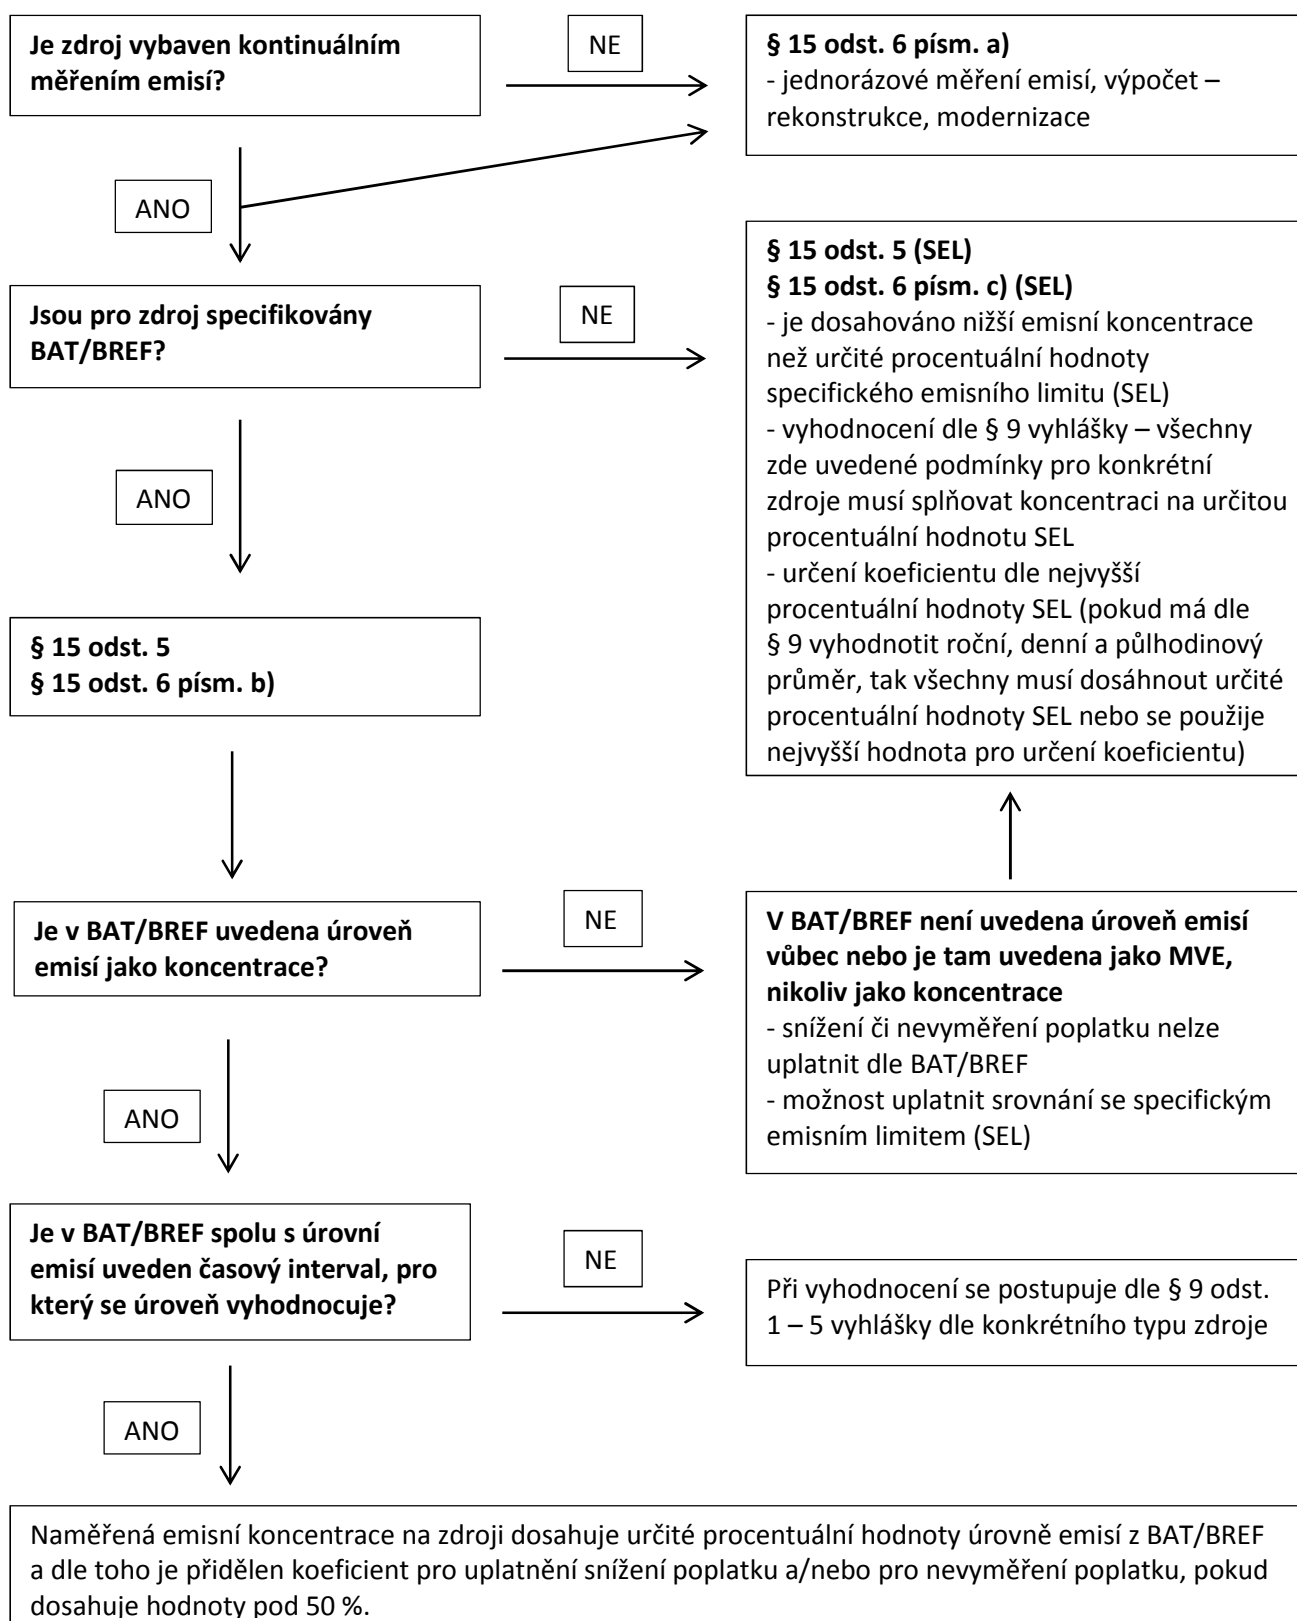 Je zdroj vybaven kontinuálním
měřením emisí?
NE
§ 15 odst. 6 písm. a)
- jednorázové měření emisí, výpočet –
rekonstrukce, modernizace
ANO
Jsou pro zdroj specifikovány
BAT/BREF?
NE
§ 15 odst. 5 (SEL)
§ 15 odst. 6 písm. c) (SEL)
- je dosahováno nižší emisní koncentrace
než určité procentuální hodnoty
specifického emisního limitu (SEL)
- vyhodnocení dle § 9 vyhlášky – všechny
zde uvedené podmínky pro konkrétní
zdroje musí splňovat koncentraci na určitou
procentuální hodnotu SEL
- určení koeficientu dle nejvyšší
procentuální hodnoty SEL (pokud má dle
§ 9 vyhodnotit roční, denní a půlhodinový
průměr, tak všechny musí dosáhnout určité
procentuální hodnoty SEL nebo se použije
nejvyšší hodnota pro určení koeficientu)
ANO
§ 15 odst. 5
§ 15 odst. 6 písm. b)
Je v BAT/BREF uvedena úroveň
emisí jako koncentrace?
NE
V BAT/BREF není uvedena úroveň emisí
vůbec nebo je tam uvedena jako MVE,
nikoliv jako koncentrace
- snížení či nevyměření poplatku nelze
uplatnit dle BAT/BREF
- možnost uplatnit srovnání se specifickým
emisním limitem (SEL)
ANO
Je v BAT/BREF spolu s úrovní
emisí uveden časový interval, pro
který se úroveň vyhodnocuje?
NE
Při vyhodnocení se postupuje dle § 9 odst.
1 – 5 vyhlášky dle konkrétního typu zdroje
ANO
Naměřená emisní koncentrace na zdroji dosahuje určité procentuální hodnoty úrovně emisí z BAT/BREF
a dle toho je přidělen koeficient pro uplatnění snížení poplatku a/nebo pro nevyměření poplatku, pokud
dosahuje hodnoty pod 50 %.